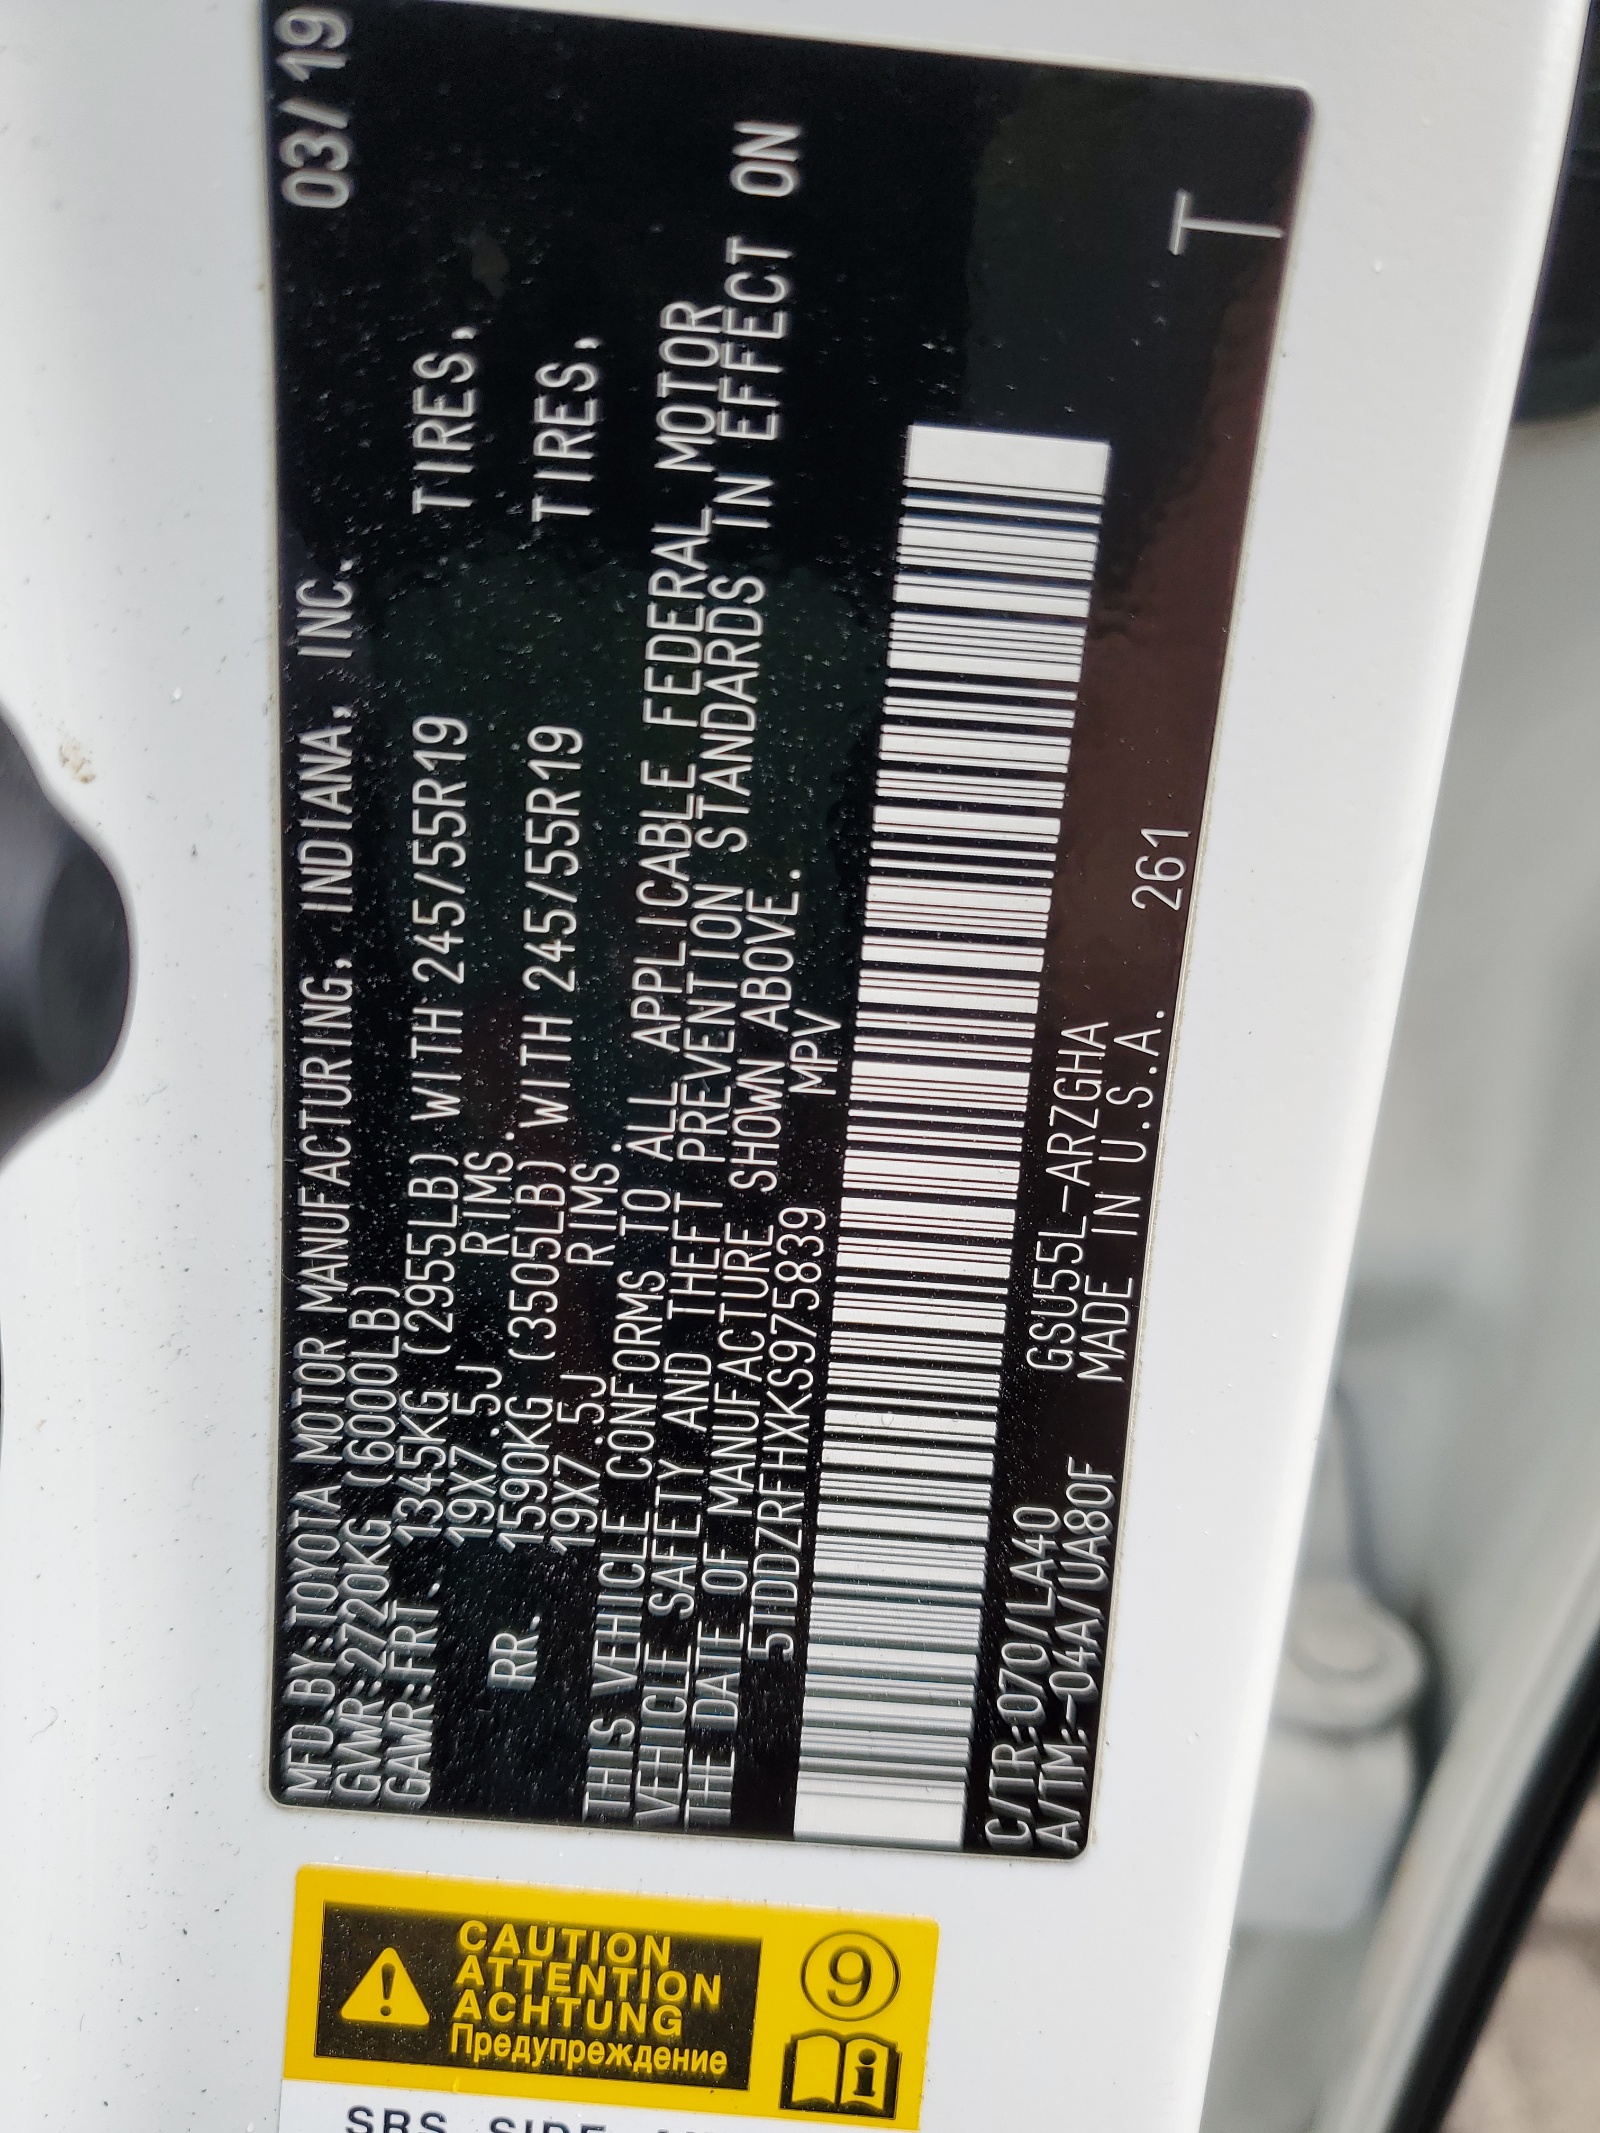 MFD.BY:TOYOTA MOTOR MANUFACTURING, INDIANA, INC. 03/19
GVWR:2720KG (6000LB)
GAWR:FRT. 1345KG (2955LB) WITH 245/55R19 TIRES,
19X7.5J RIMS.
RR. 1590KG (3505LB) WITH 245/55R19 TIRES,
19X7.5J RIMS.
THIS VEHICLE CONFORMS TO ALL APPLICABLE FEDERAL MOTOR
VEHICLE SAFETY AND THEFT PREVENTION STANDARDS IN EFFECT ON
THE DATE OF MANUFACTURE SHOWN ABOVE.
5TDDZRFHXKS975839 MPV
C/TR:070/LA40 GSU55L-ARZGHA
A/TM:-04A/UA80F MADE IN U.S.A. 261 T
CAUTION
ATTENTION
ACHTUNG
Предупреждение
9
i
SRS SIDE